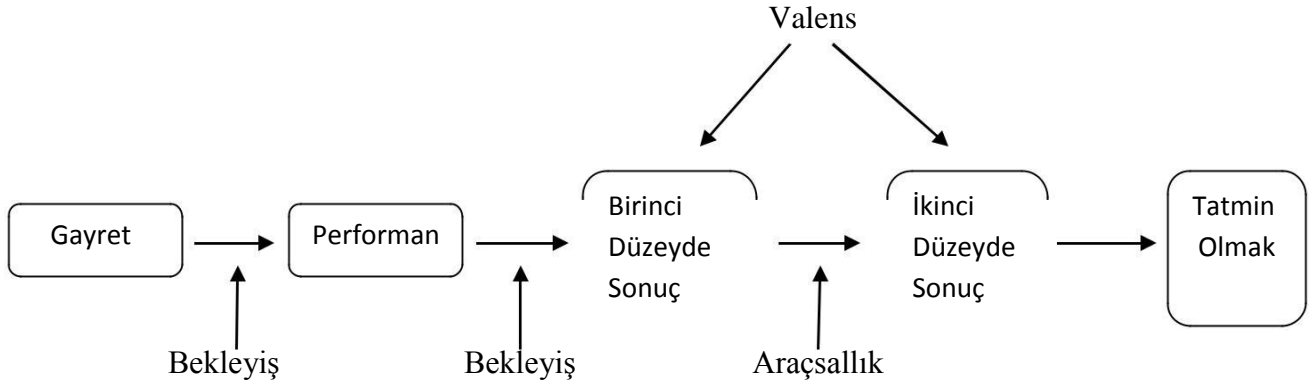 Valens
Gayret
Performan
Birinci
Düzeyde
Sonuç
İkinci
Düzeyde
Sonuç
Tatmin
Olmak
Bekleyiş
Bekleyiş
Araçsallık